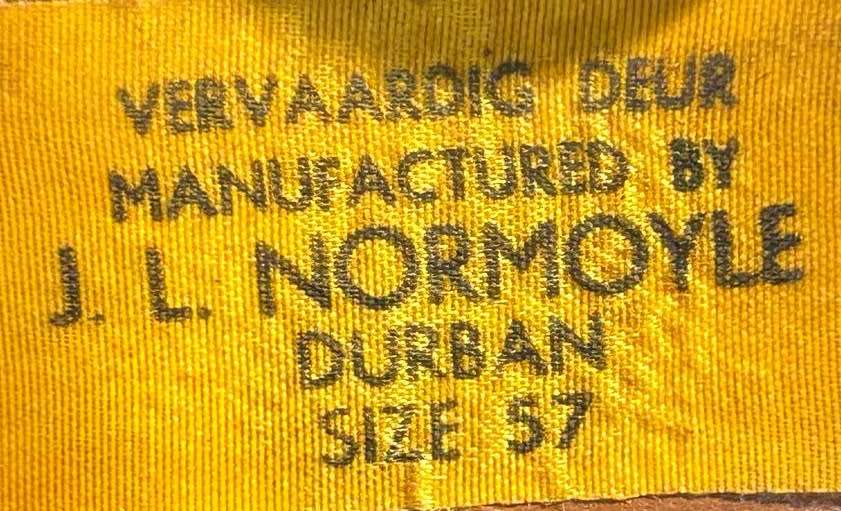 VERVAARDIG DEUR
MANUFACTURED BY
J. L. NORMOYLE
DURBAN
SIZE 57